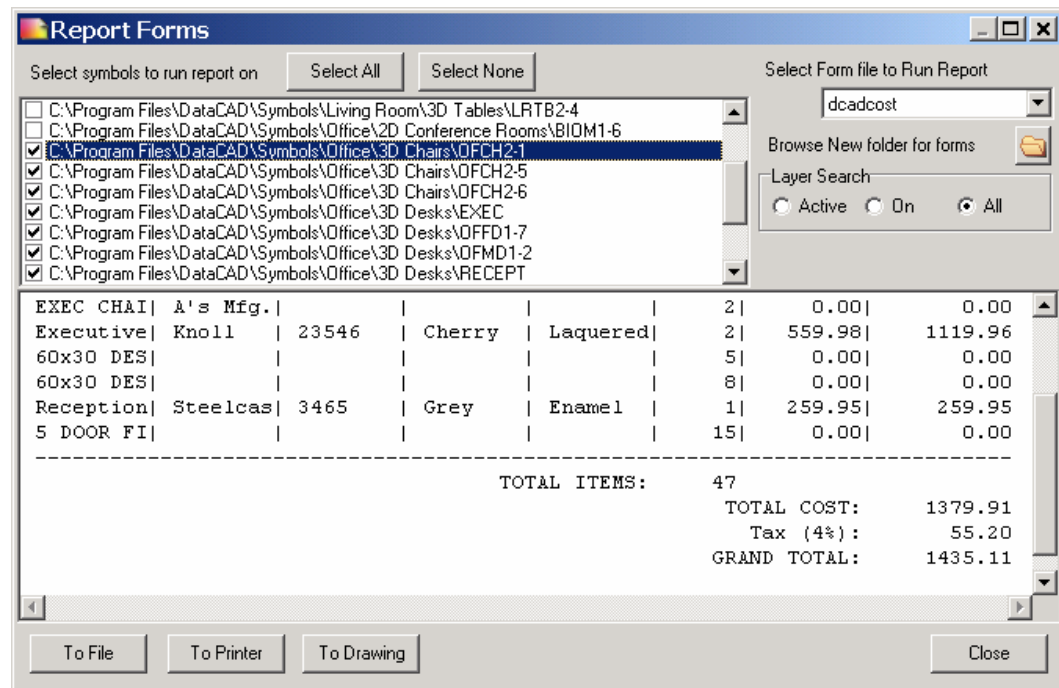 Report Forms
Select symbols to run report on
Select All
Select None
Select Form file to Run Report
dcadcost
Browse New folder for forms
Layer Search
Active
On
All
C:\Program Files\DataCAD\Symbols\Living Room\3D Tables\LRTB2-4
C:\Program Files\DataCAD\Symbols\Office\2D Conference Rooms\BIOM1-6
C:\Program Files\DataCAD\Symbols\Office\3D Chairs\OFCH2-1
C:\Program Files\DataCAD\Symbols\Office\3D Chairs\OFCH2-5
C:\Program Files\DataCAD\Symbols\Office\3D Chairs\OFCH2-6
C:\Program Files\DataCAD\Symbols\Office\3D Desks\EXEC
C:\Program Files\DataCAD\Symbols\Office\3D Desks\OFFD1-7
C:\Program Files\DataCAD\Symbols\Office\3D Desks\OFMD1-2
C:\Program Files\DataCAD\Symbols\Office\3D Desks\RECEPT
EXEC CHAI| A's Mfg.| | | | 2| 0.00| 0.00
Executive| Knoll | 23546 | Cherry | Laquered| 2| 559.98| 1119.96
60x30 DES| | | | | 5| 0.00| 0.00
60x30 DES| | | | | 8| 0.00| 0.00
Reception| Steelcas| 3465 | Grey | Enamel | 1| 259.95| 259.95
5 DOOR FI| | | | | 15| 0.00| 0.00
--------------------------------------------------------------------------------
TOTAL ITEMS: 47
TOTAL COST: 1379.91
Tax (4%): 55.20
GRAND TOTAL: 1435.11
To File
To Printer
To Drawing
Close